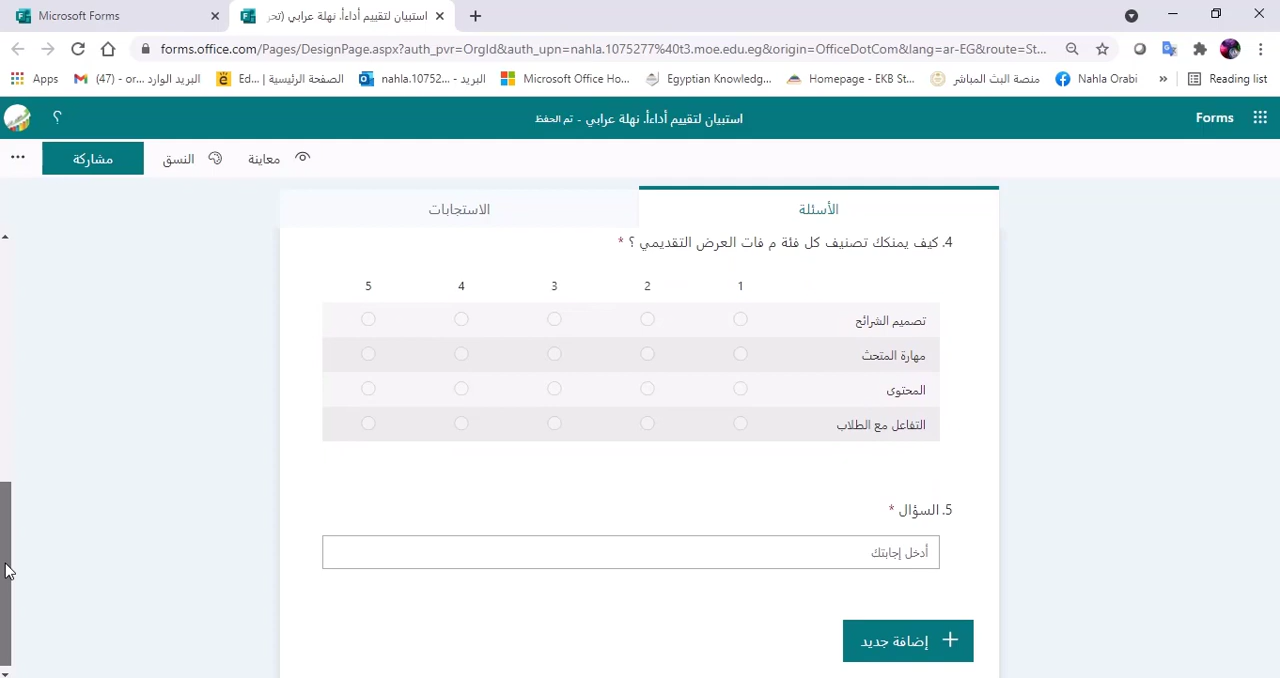 Microsoft Forms
استبيان لتقييم أداءأ. نهلة عرابي (تحر
forms.office.com/Pages/DesignPage.aspx?auth_pvr=OrgId&auth_upn=nahla.1075277%40t3.moe.edu.eg&origin=OfficeDotCom&lang=ar-EG&route=St...
Apps
البريد الوارد (47) - or...
الصفحة الرئيسية | Ed...
البريد - nahla.10752...
Microsoft Office Ho...
Egyptian Knowledg...
Homepage - EKB St...
منصة البث المباشر
Nahla Orabi
»
Reading list
Forms
استبيان لتقييم أداءأ. نهلة عرابي - تم الحفظ
؟
معاينة
النسق
مشاركة
...
الأسئلة
الاستجابات
4. كيف يمنكك تصنيف كل فئة م فات العرض التقديمي ؟ *
1 2 3 4 5
تصميم الشرائح
مهارة المتحث
المحتوى
التفاعل مع الطلاب
5. السؤال *
أدخل إجابتك
+ إضافة جديد